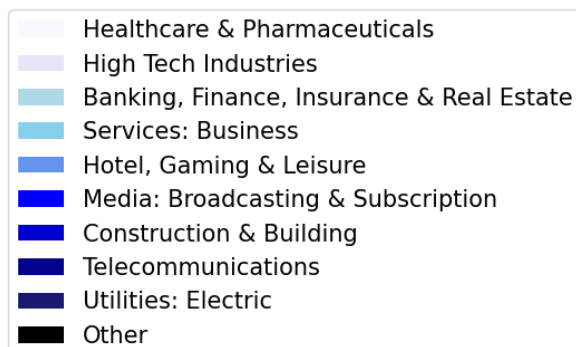 Healthcare & Pharmaceuticals
High Tech Industries
Banking, Finance, Insurance & Real Estate
Services: Business
Hotel, Gaming & Leisure
Media: Broadcasting & Subscription
Construction & Building
Telecommunications
Utilities: Electric
Other